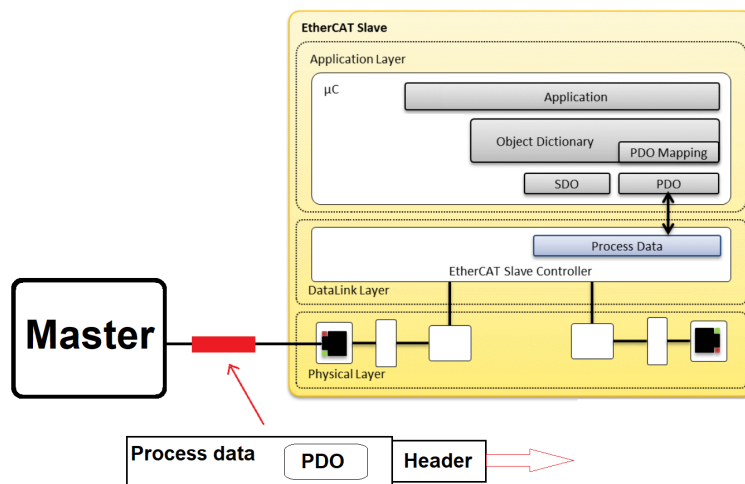 EtherCAT Slave
Application Layer
µC
Application
Object Dictionary
PDO Mapping
SDO
PDO
Process Data
EtherCAT Slave Controller
DataLink Layer
Master
Physical Layer
Process data
PDO
Header